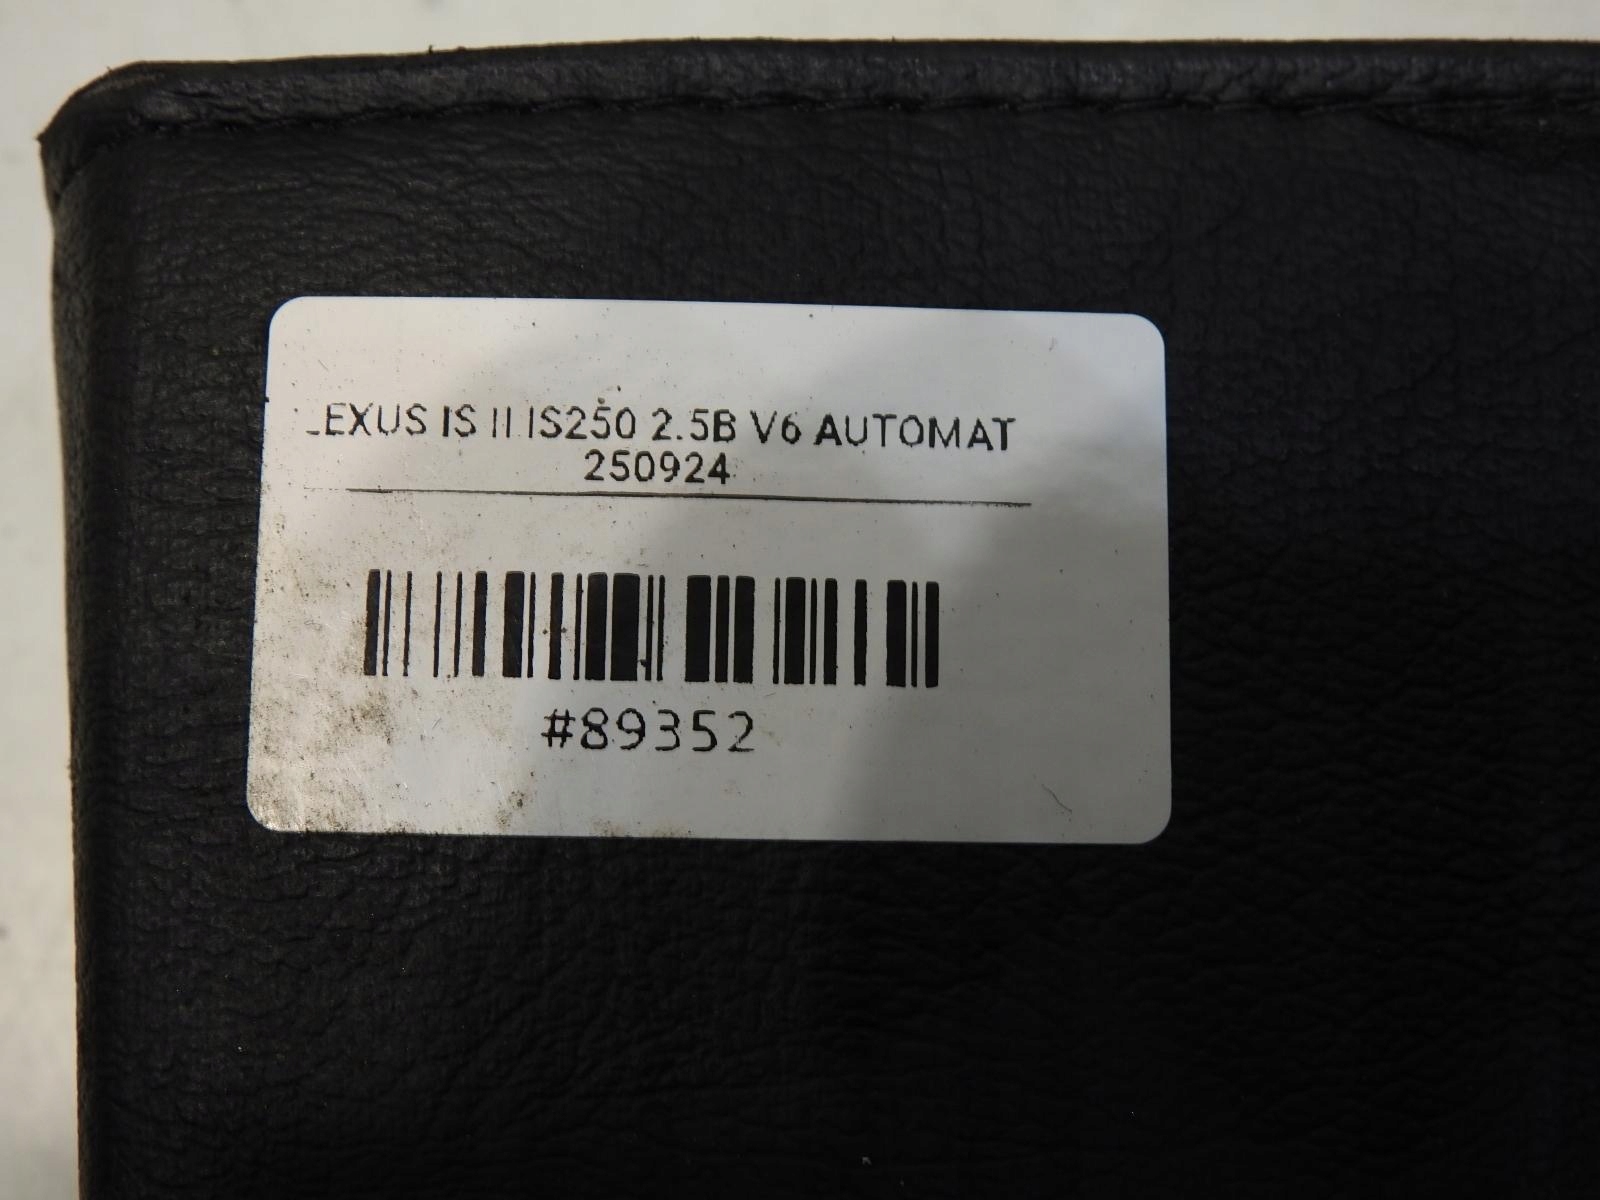 LEXUS IS II IS250 2.5B V6 AUTOMAT
250924
#89352